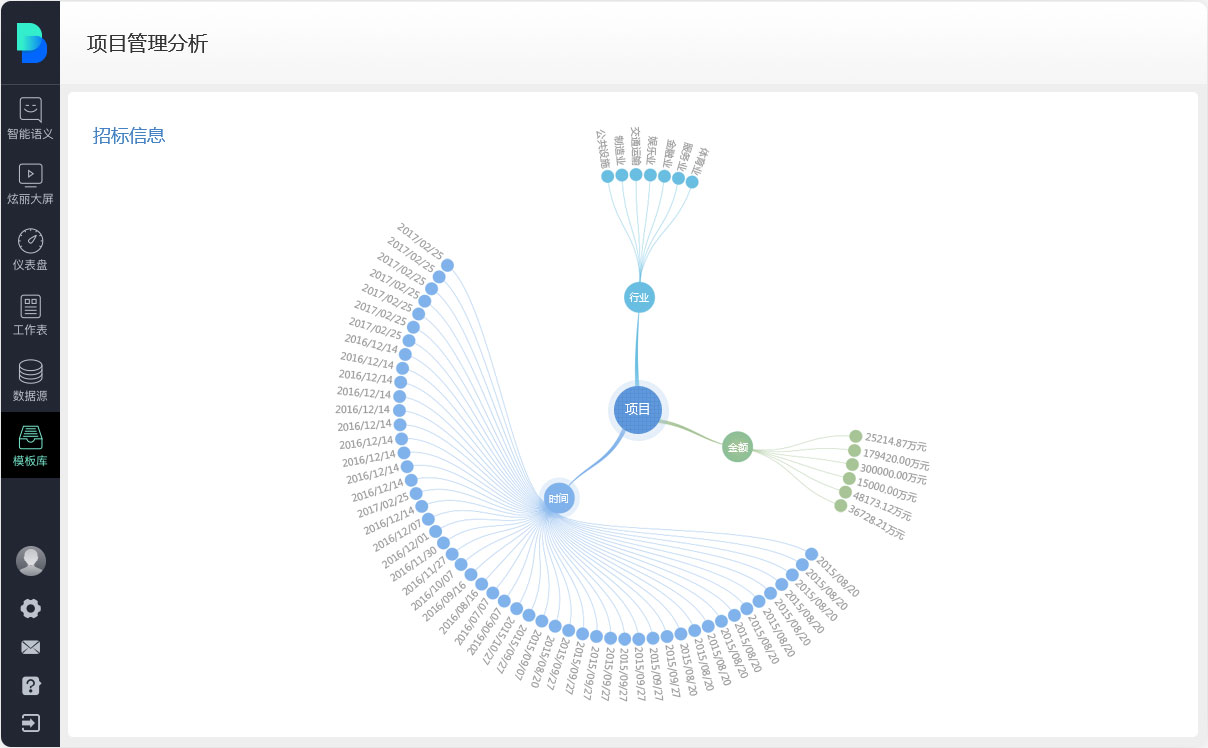 项目管理分析
智能语义
炫丽大屏
仪表盘
工作表
数据源
模板库
招标信息
公共设施
制造业
交通运输
娱乐业
金融业
服务业
体育业
行业
项目
金额
时间
25214.87万元
179420.00万元
300000.00万元
15000.00万元
48173.12万元
36728.21万元
2017/02/25
2017/02/25
2017/02/25
2017/02/25
2017/02/25
2017/02/25
2017/02/25
2016/12/14
2016/12/14
2016/12/14
2016/12/14
2016/12/14
2016/12/14
2016/12/14
2016/12/14
2016/12/14
2016/12/14
2017/02/25
2016/12/14
2016/12/07
2016/12/01
2016/11/30
2016/11/27
2016/10/07
2016/09/16
2016/08/16
2016/07/07
2016/06/07
2015/10/27
2015/09/27
2015/09/07
2015/08/20
2015/09/27
2015/09/27
2015/09/27
2015/09/27
2015/09/27
2015/09/27
2015/09/27
2015/09/27
2015/08/20
2015/08/20
2015/08/20
2015/08/20
2015/08/20
2015/08/20
2015/08/20
2015/08/20
2015/08/20
2015/08/20
2015/08/20
2015/08/20